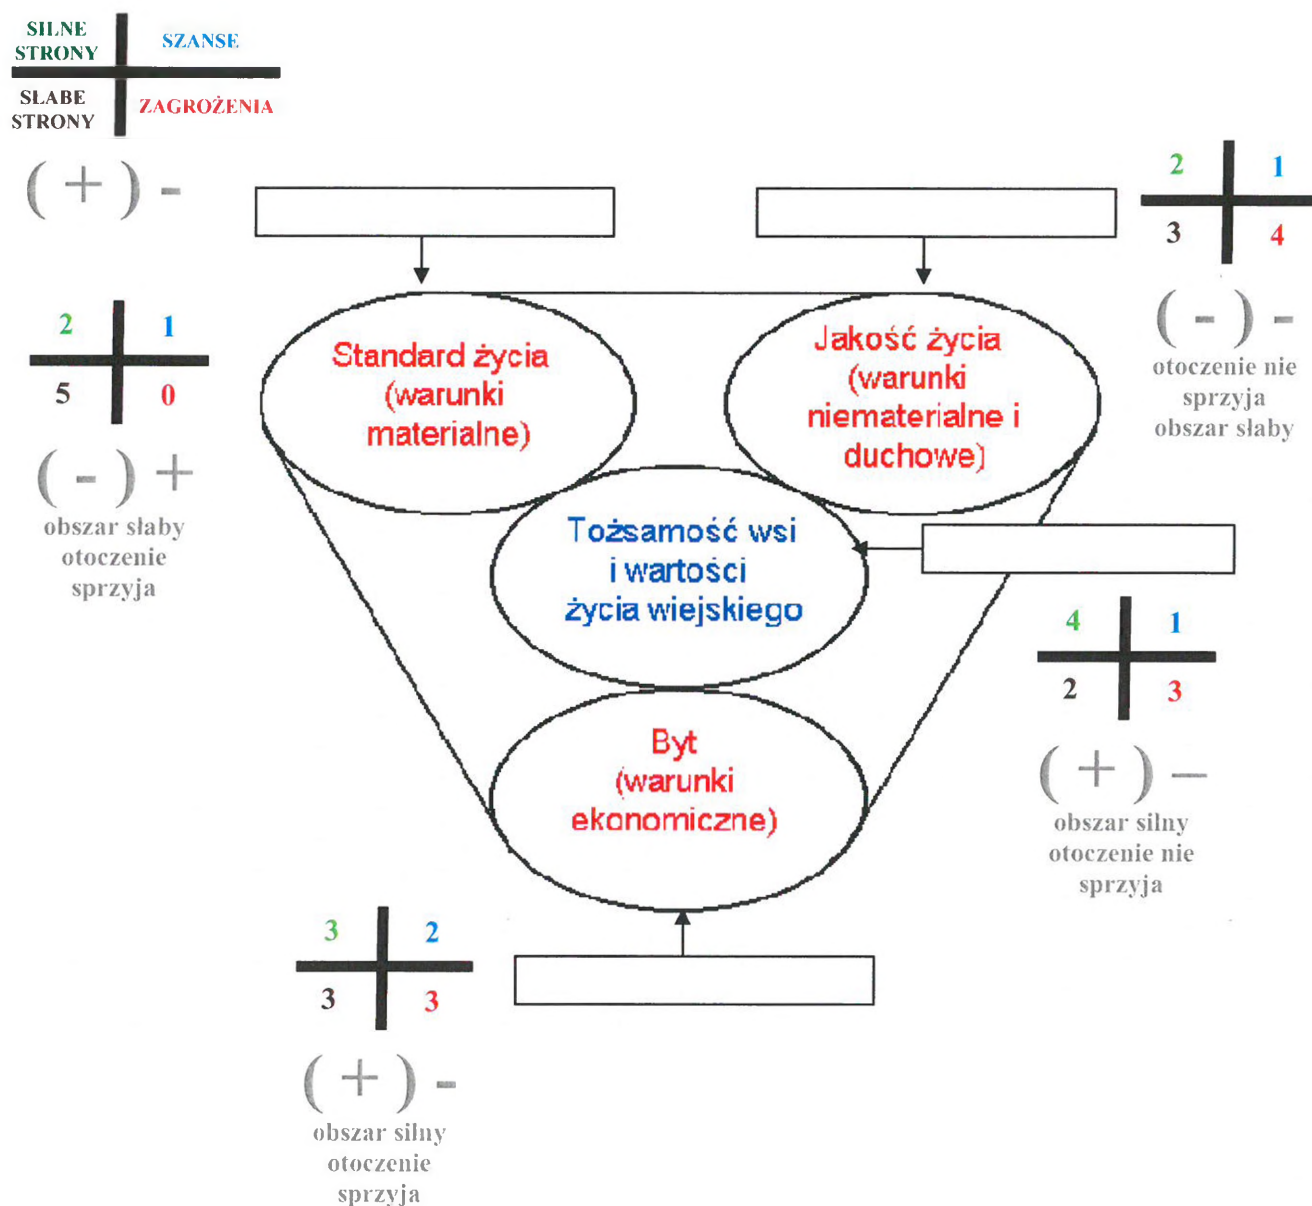 SILNE
STRONY
SZANSE
SŁABE
STRONY
ZAGROŻENIA
( + ) -
2 1
3 4
( - ) -
otoczenie nie
sprzyja
obszar słaby
2 1
5 0
( - ) +
obszar słaby
otoczenie
sprzyja
Standard życia
(warunki
materialne)
Jakość życia
(warunki
niematerialne i
duchowe)
Tożsamość wsi
i wartości
życia wiejskiego
4 1
2 3
( + ) –
obszar silny
otoczenie nie
sprzyja
Byt
(warunki
ekonomiczne)
3 2
3 3
( + ) -
obszar silny
otoczenie
sprzyja